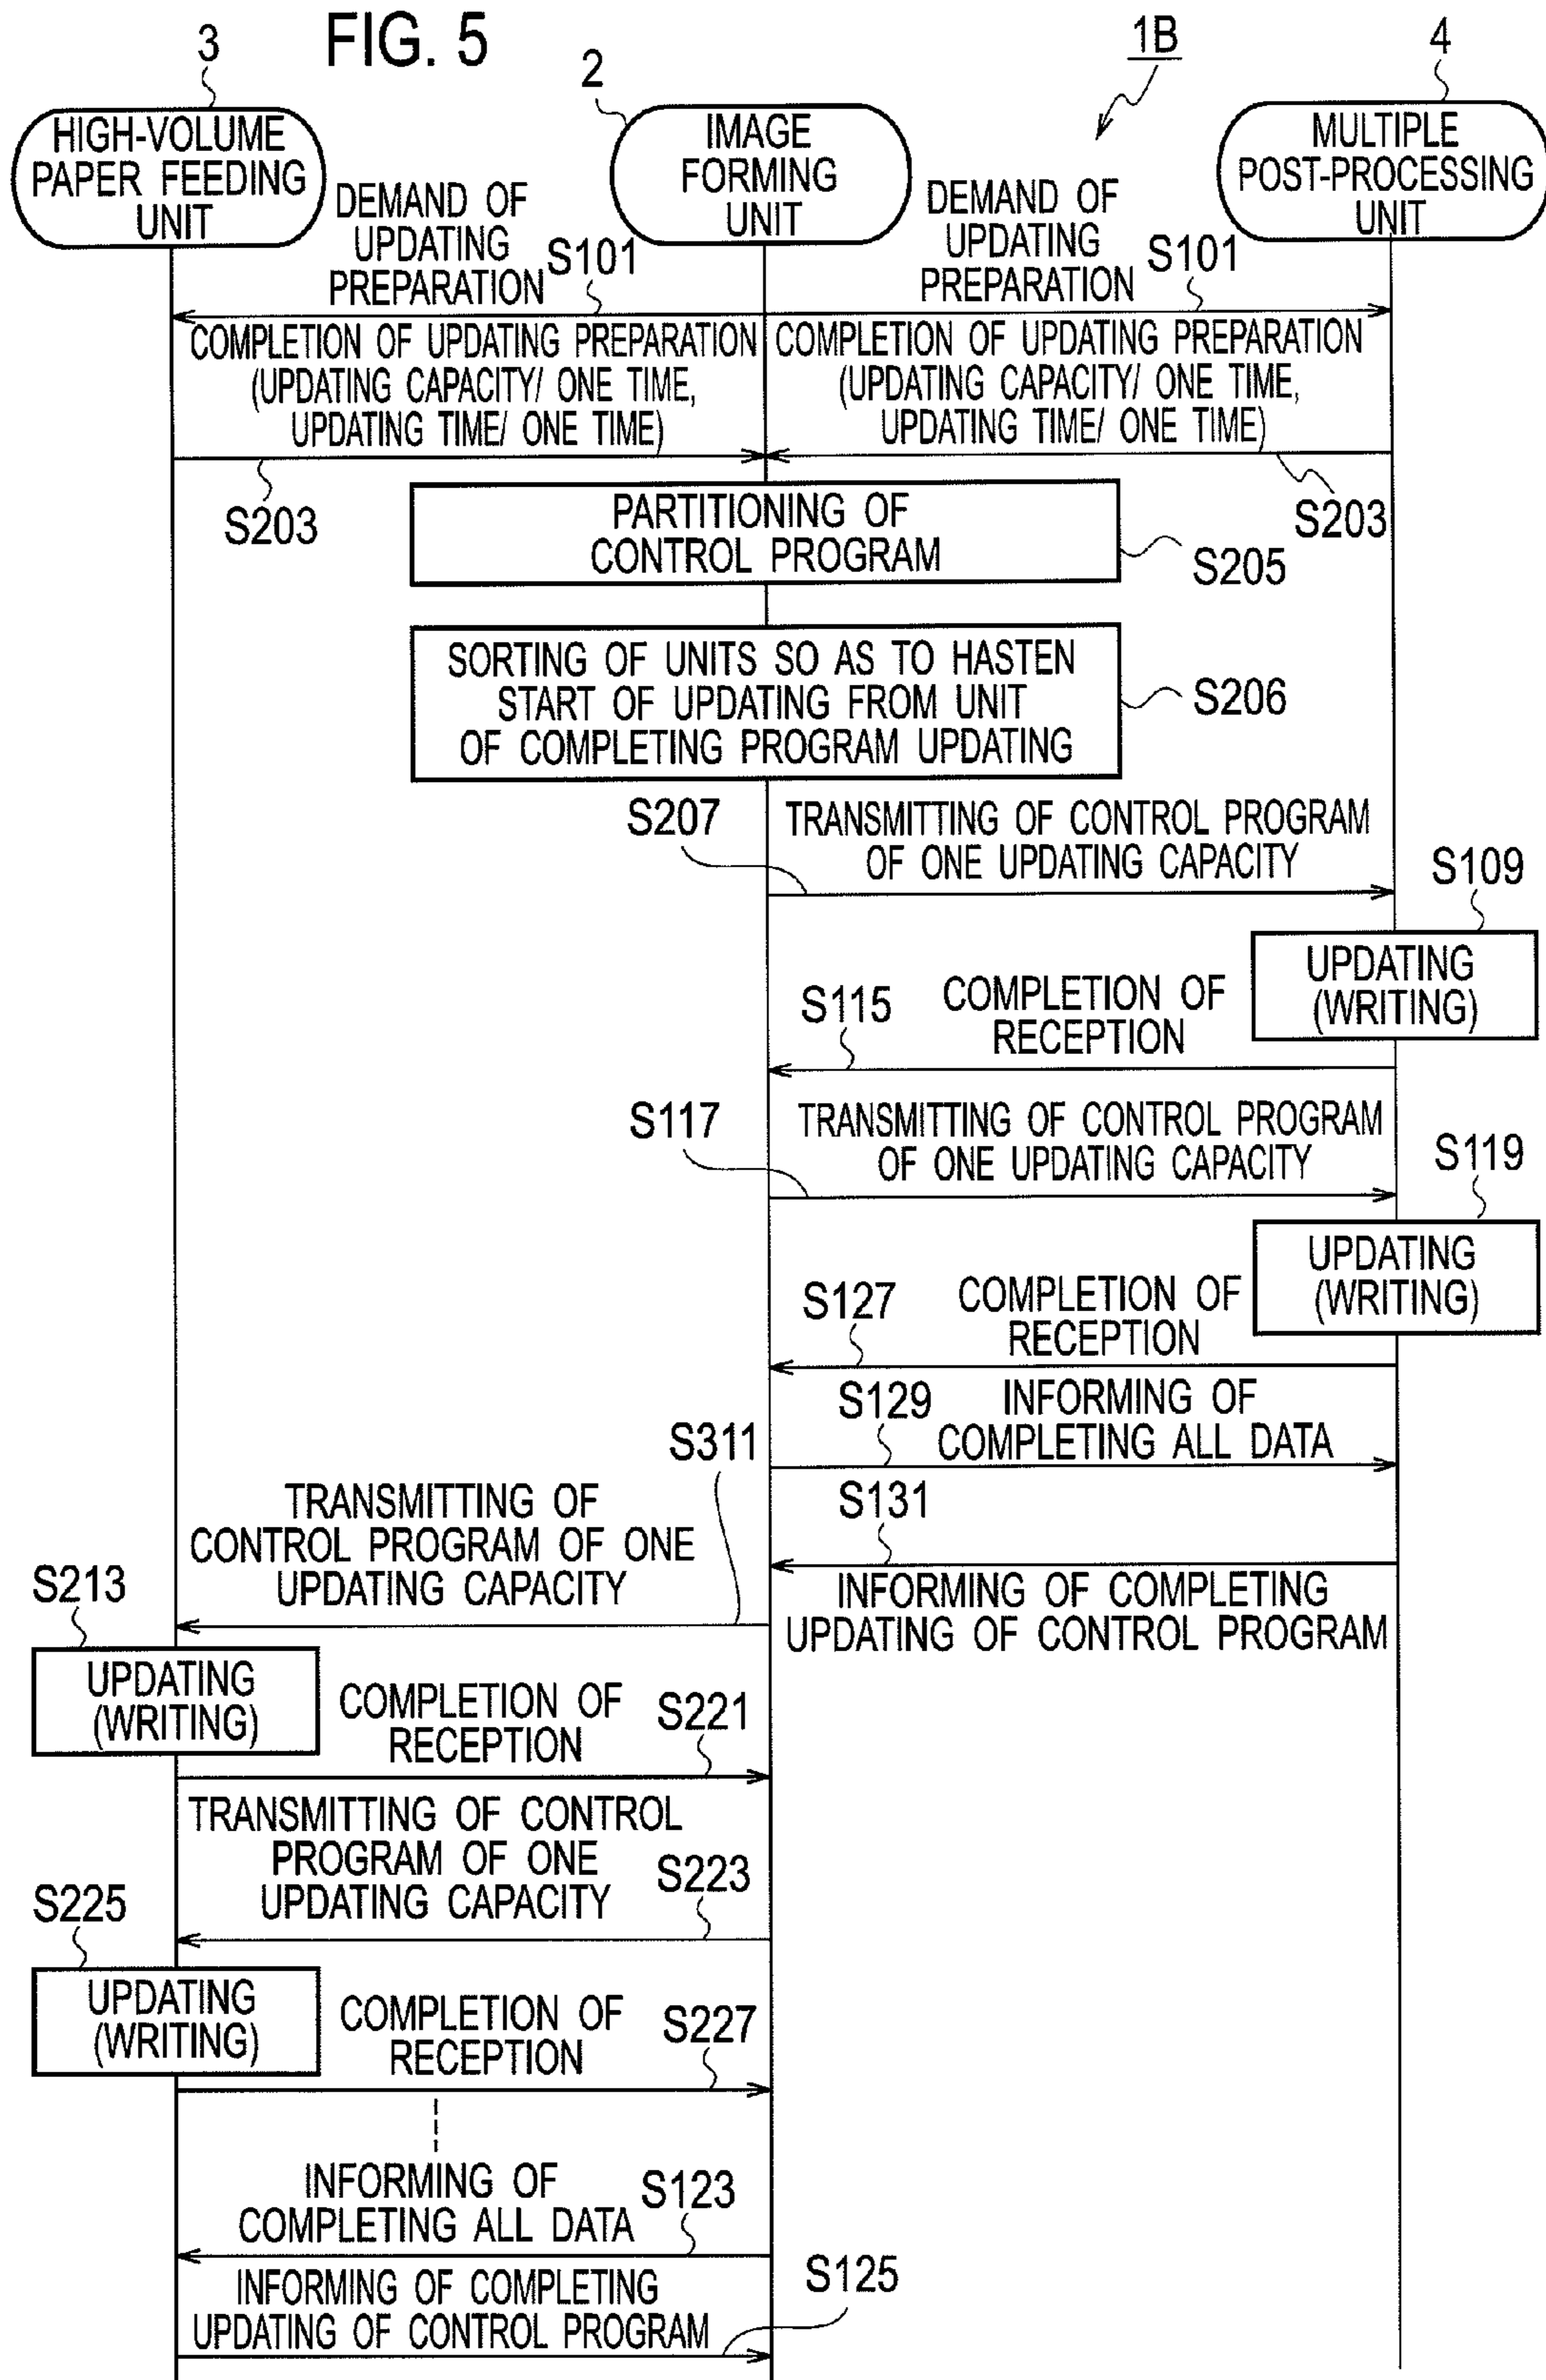 FIG. 5
1B
3
2
4
HIGH-VOLUME
PAPER FEEDING
UNIT
IMAGE
FORMING
UNIT
MULTIPLE
POST-PROCESSING
UNIT
DEMAND OF
UPDATING
PREPARATION
S101
DEMAND OF
UPDATING
PREPARATION
S101
COMPLETION OF UPDATING PREPARATION
(UPDATING CAPACITY/ ONE TIME,
UPDATING TIME/ ONE TIME)
S203
COMPLETION OF UPDATING PREPARATION
(UPDATING CAPACITY/ ONE TIME,
UPDATING TIME/ ONE TIME)
S203
PARTITIONING OF
CONTROL PROGRAM
S205
SORTING OF UNITS SO AS TO HASTEN
START OF UPDATING FROM UNIT
OF COMPLETING PROGRAM UPDATING
S206
S207
TRANSMITTING OF CONTROL PROGRAM
OF ONE UPDATING CAPACITY
S109
UPDATING
(WRITING)
S115
COMPLETION OF
RECEPTION
S117
TRANSMITTING OF CONTROL PROGRAM
OF ONE UPDATING CAPACITY
S119
UPDATING
(WRITING)
S127
COMPLETION OF
RECEPTION
S129
INFORMING OF
COMPLETING ALL DATA
S311
S131
TRANSMITTING OF
CONTROL PROGRAM OF ONE
UPDATING CAPACITY
INFORMING OF COMPLETING
UPDATING OF CONTROL PROGRAM
S213
UPDATING
(WRITING)
COMPLETION OF
RECEPTION
S221
TRANSMITTING OF CONTROL
PROGRAM OF ONE
UPDATING CAPACITY
S223
S225
UPDATING
(WRITING)
COMPLETION OF
RECEPTION
S227
INFORMING OF
COMPLETING ALL DATA
S123
INFORMING OF COMPLETING
UPDATING OF CONTROL PROGRAM
S125